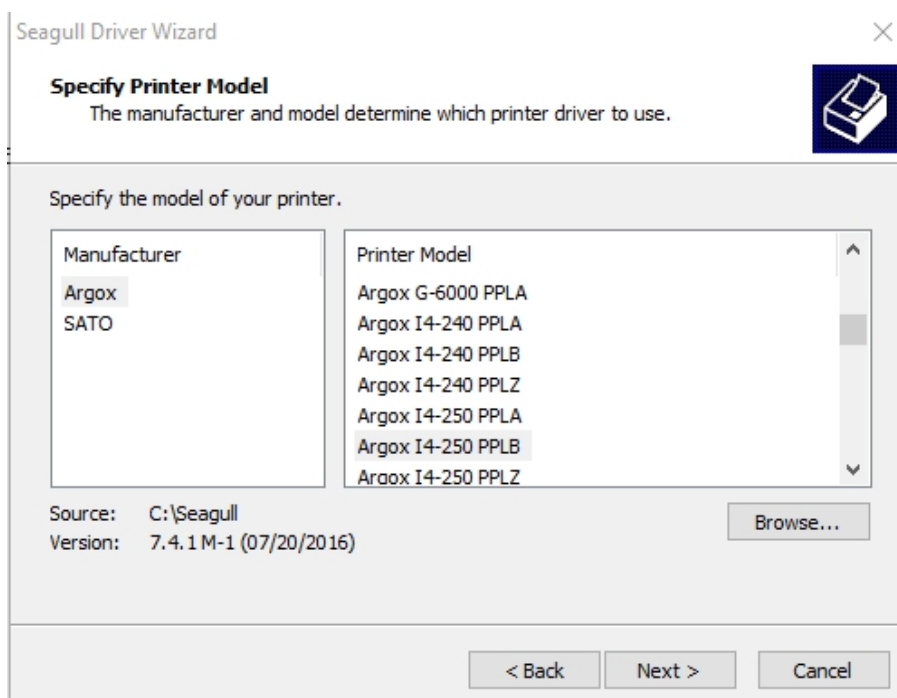 Seagull Driver Wizard
Specify Printer Model
The manufacturer and model determine which printer driver to use.
Specify the model of your printer.
Manufacturer
Argox
SATO
Printer Model
Argox G-6000 PPLA
Argox I4-240 PPLA
Argox I4-240 PPLB
Argox I4-240 PPLZ
Argox I4-250 PPLA
Argox I4-250 PPLB
Argox I4-250 PPLZ
Source: C:\Seagull
Version: 7.4.1 M-1 (07/20/2016)
Browse...
< Back
Next >
Cancel